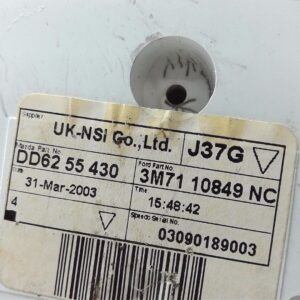 Supplier
UK-NSI Co.,Ltd. J37G
Mazda Part No. Ford Part No
DD62 55 430 3M71 10849 NC
Date Time
31-Mar-2003 15:48:42
4 Speedo Serial No.
03090189003